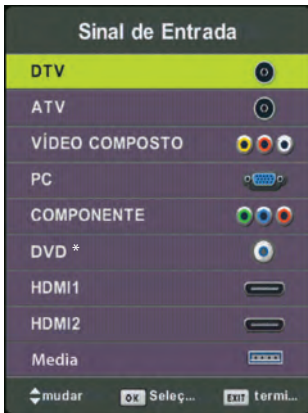 Sinal de Entrada
DTV
ATV
VÍDEO COMPOSTO
PC
COMPONENTE
DVD *
HDMI1
HDMI2
Media
mudar OK Seleç... EXIT termi...